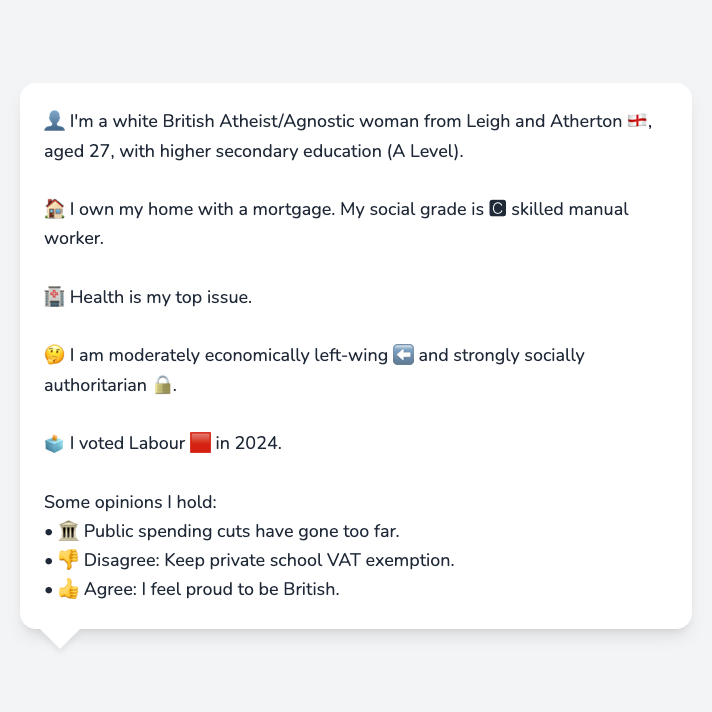 👤 I'm a white British Atheist/Agnostic woman from Leigh and Atherton 🏴󠁧󠁢󠁥󠁮󠁧󠁿,
aged 27, with higher secondary education (A Level).
🏠 I own my home with a mortgage. My social grade is 🅲 skilled manual
worker.
🏥 Health is my top issue.
🤔 I am moderately economically left-wing ⬅️ and strongly socially
authoritarian 🔒.
🗳️ I voted Labour 🟥 in 2024.
Some opinions I hold:
• 🏛️ Public spending cuts have gone too far.
• 👎 Disagree: Keep private school VAT exemption.
• 👍 Agree: I feel proud to be British.